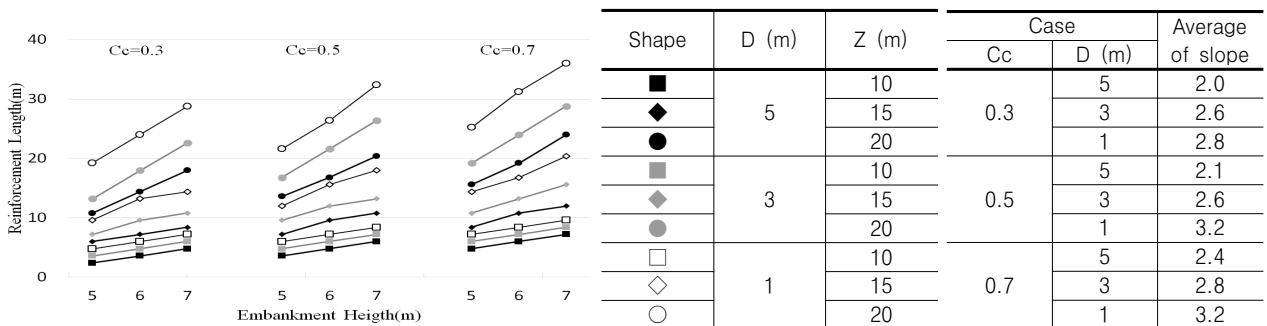 40
30
20
10
0
Reinforcement Length(m)
Cc=0.3 Cc=0.5 Cc=0.7
5 6 7 5 6 7 5 6 7
Embankment Heigth(m)
Shape D (m) Z (m)
5 10
15
20
3 10
15
20
1 10
15
20
Case Average of slope
Cc D (m)
0.3 5 2.0
3 2.6
1 2.8
0.5 5 2.1
3 2.6
1 3.2
0.7 5 2.4
3 2.8
1 3.2